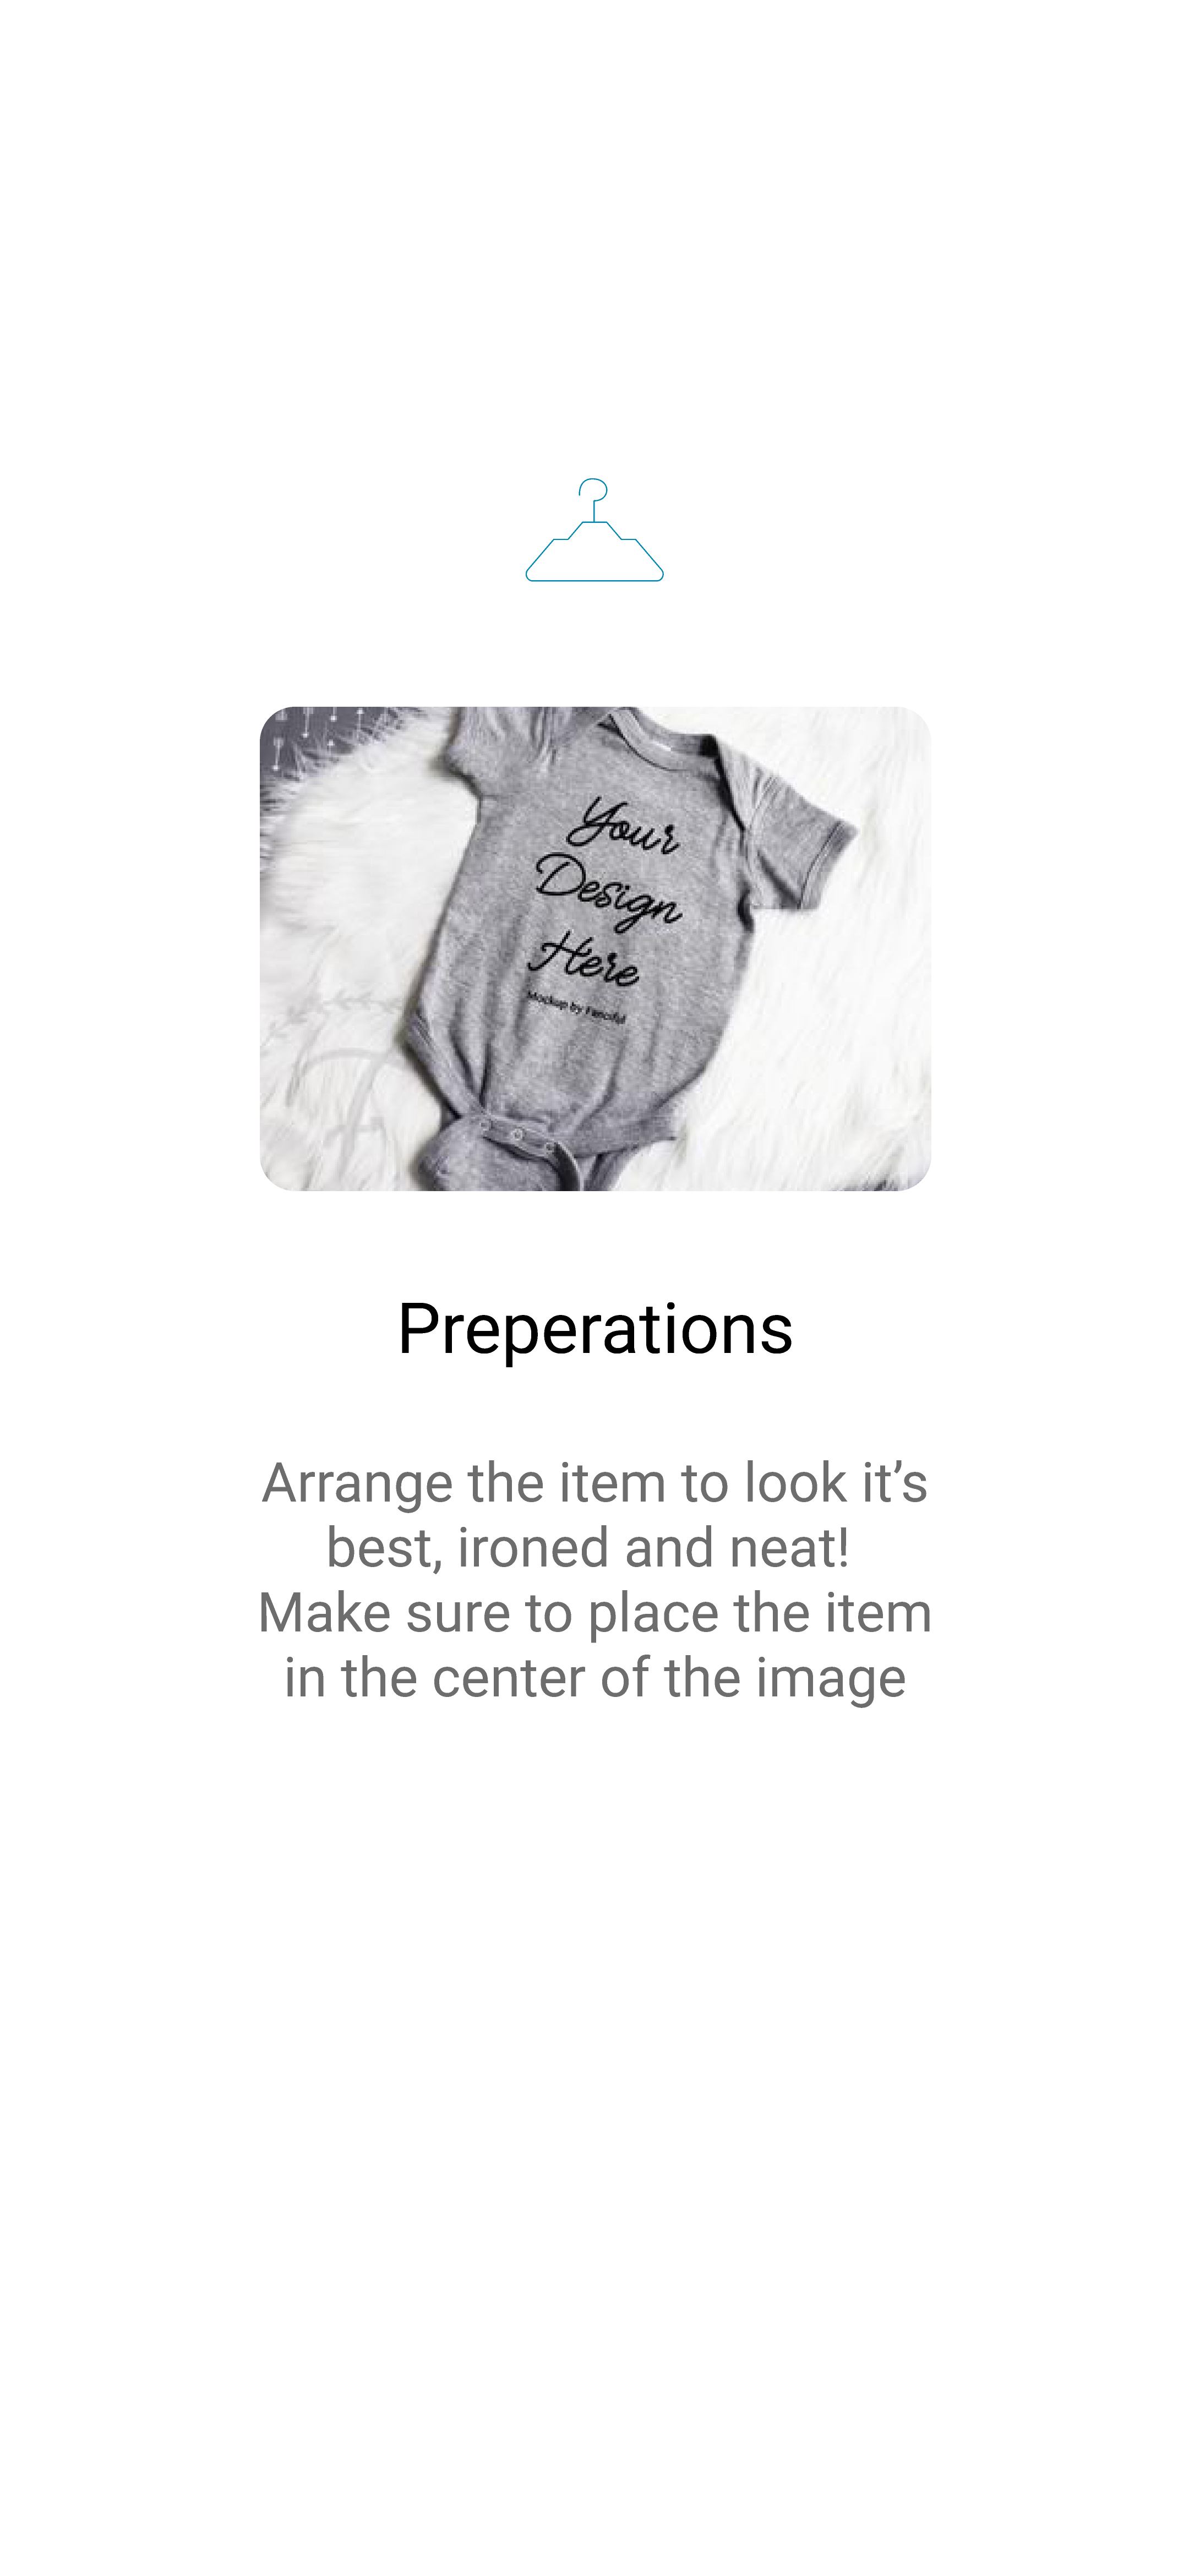 Your
Design
Here
Mockup by Fanciful
Preperations
Arrange the item to look it’s
best, ironed and neat!
Make sure to place the item
in the center of the image